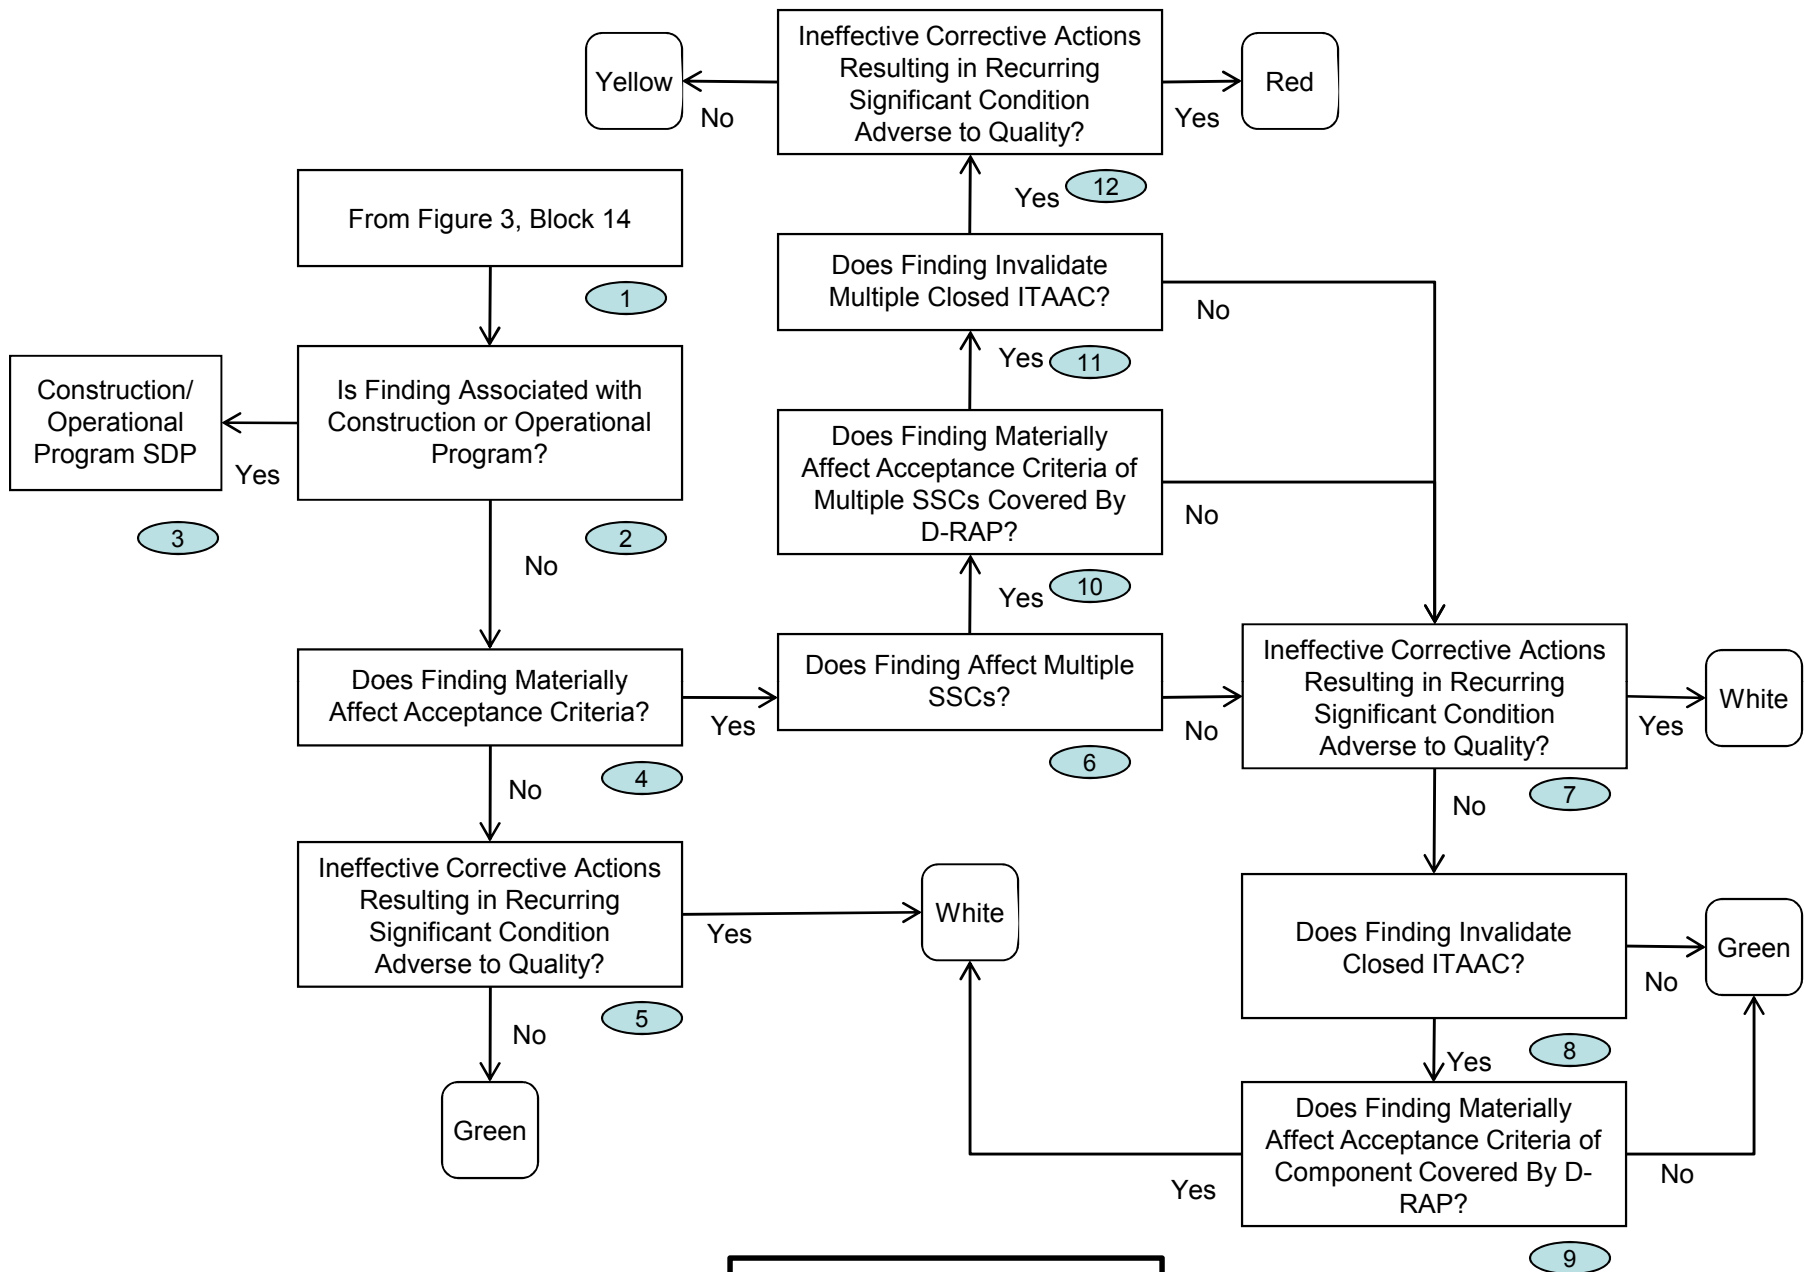 Ineffective Corrective Actions
Resulting in Recurring
Significant Condition
Adverse to Quality?
Yellow
No
Red
Yes
12
Yes
From Figure 3, Block 14
1
Does Finding Invalidate
Multiple Closed ITAAC?
No
Yes
11
Construction/
Operational
Program SDP
Yes
3
Is Finding Associated with
Construction or Operational
Program?
2
No
Does Finding Materially
Affect Acceptance Criteria of
Multiple SSCs Covered By
D-RAP?
No
Yes
10
Does Finding Materially
Affect Acceptance Criteria?
Yes
4
No
Does Finding Affect Multiple
SSCs?
No
6
Ineffective Corrective Actions
Resulting in Recurring
Significant Condition
Adverse to Quality?
Yes
White
7
No
Ineffective Corrective Actions
Resulting in Recurring
Significant Condition
Adverse to Quality?
Yes
White
5
No
Green
Does Finding Invalidate
Closed ITAAC?
No
Green
8
Yes
Does Finding Materially
Affect Acceptance Criteria of
Component Covered By D-
RAP?
Yes
No
9